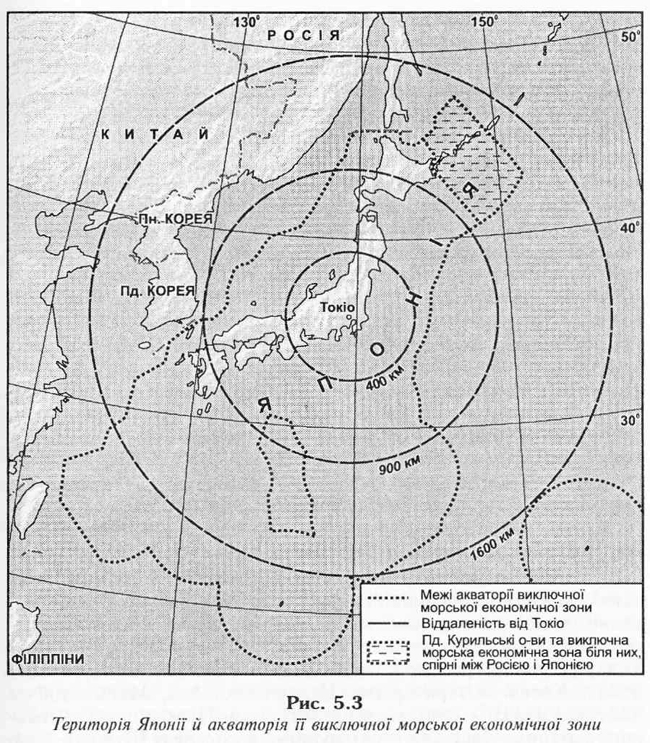 130°
150°
50°
РОСІЯ
КИТАЙ
Пн. КОРЕЯ
40°
Пд. КОРЕЯ
Токіо
ЯПОНІЯ
400 км
30°
900 км
1600 км
ФІЛІППІНИ
Межі акваторії виключної
морської економічної зони
Віддаленість від Токіо
Пд. Курильські о-ви та виключна
морська економічна зона біля них,
спірні між Росією і Японією
Рис. 5.3
Територія Японії й акваторія її виключної морської економічної зони